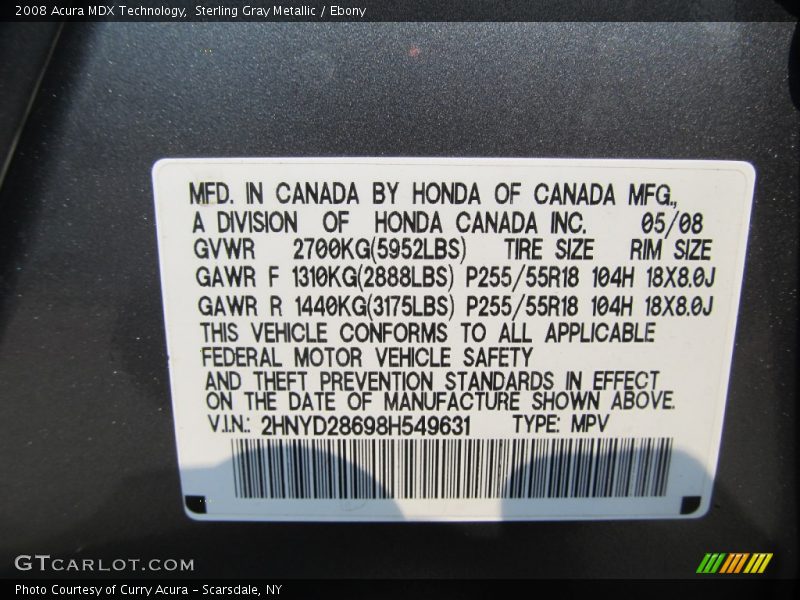 2008 Acura MDX Technology, Sterling Gray Metallic / Ebony
MFD. IN CANADA BY HONDA OF CANADA MFG.,
A DIVISION OF HONDA CANADA INC. 05/08
GVWR 2700KG(5952LBS) TIRE SIZE RIM SIZE
GAWR F 1310KG(2888LBS) P255/55R18 104H 18X8.0J
GAWR R 1440KG(3175LBS) P255/55R18 104H 18X8.0J
THIS VEHICLE CONFORMS TO ALL APPLICABLE
FEDERAL MOTOR VEHICLE SAFETY
AND THEFT PREVENTION STANDARDS IN EFFECT
ON THE DATE OF MANUFACTURE SHOWN ABOVE.
V.I.N.: 2HNYD28698H549631 TYPE: MPV
GTCARLOT.COM
Photo Courtesy of Curry Acura - Scarsdale, NY